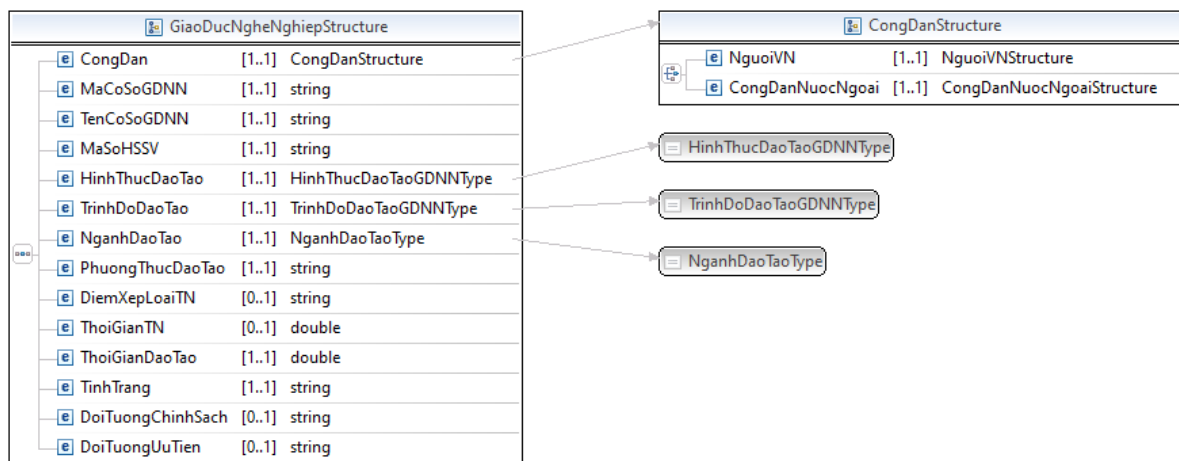 GiaoDucNgheNghiepStructure
CongDan [1..1] CongDanStructure
MaCoSoGDNN [1..1] string
TenCoSoGDNN [1..1] string
MaSoHSSV [1..1] string
HinhThucDaoTao [1..1] HinhThucDaoTaoGDNNType
TrinhDoDaoTao [1..1] TrinhDoDaoTaoGDNNType
NganhDaoTao [1..1] NganhDaoTaoType
PhuongThucDaoTao [1..1] string
DiemXepLoaiTN [0..1] string
ThoiGianTN [0..1] double
ThoiGianDaoTao [1..1] double
TinhTrang [1..1] string
DoiTuongChinhSach [0..1] string
DoiTuongUuTien [0..1] string
CongDanStructure
NguoiVN [1..1] NguoiVNStructure
CongDanNuocNgoai [1..1] CongDanNuocNgoaiStructure
HinhThucDaoTaoGDNNType
TrinhDoDaoTaoGDNNType
NganhDaoTaoType